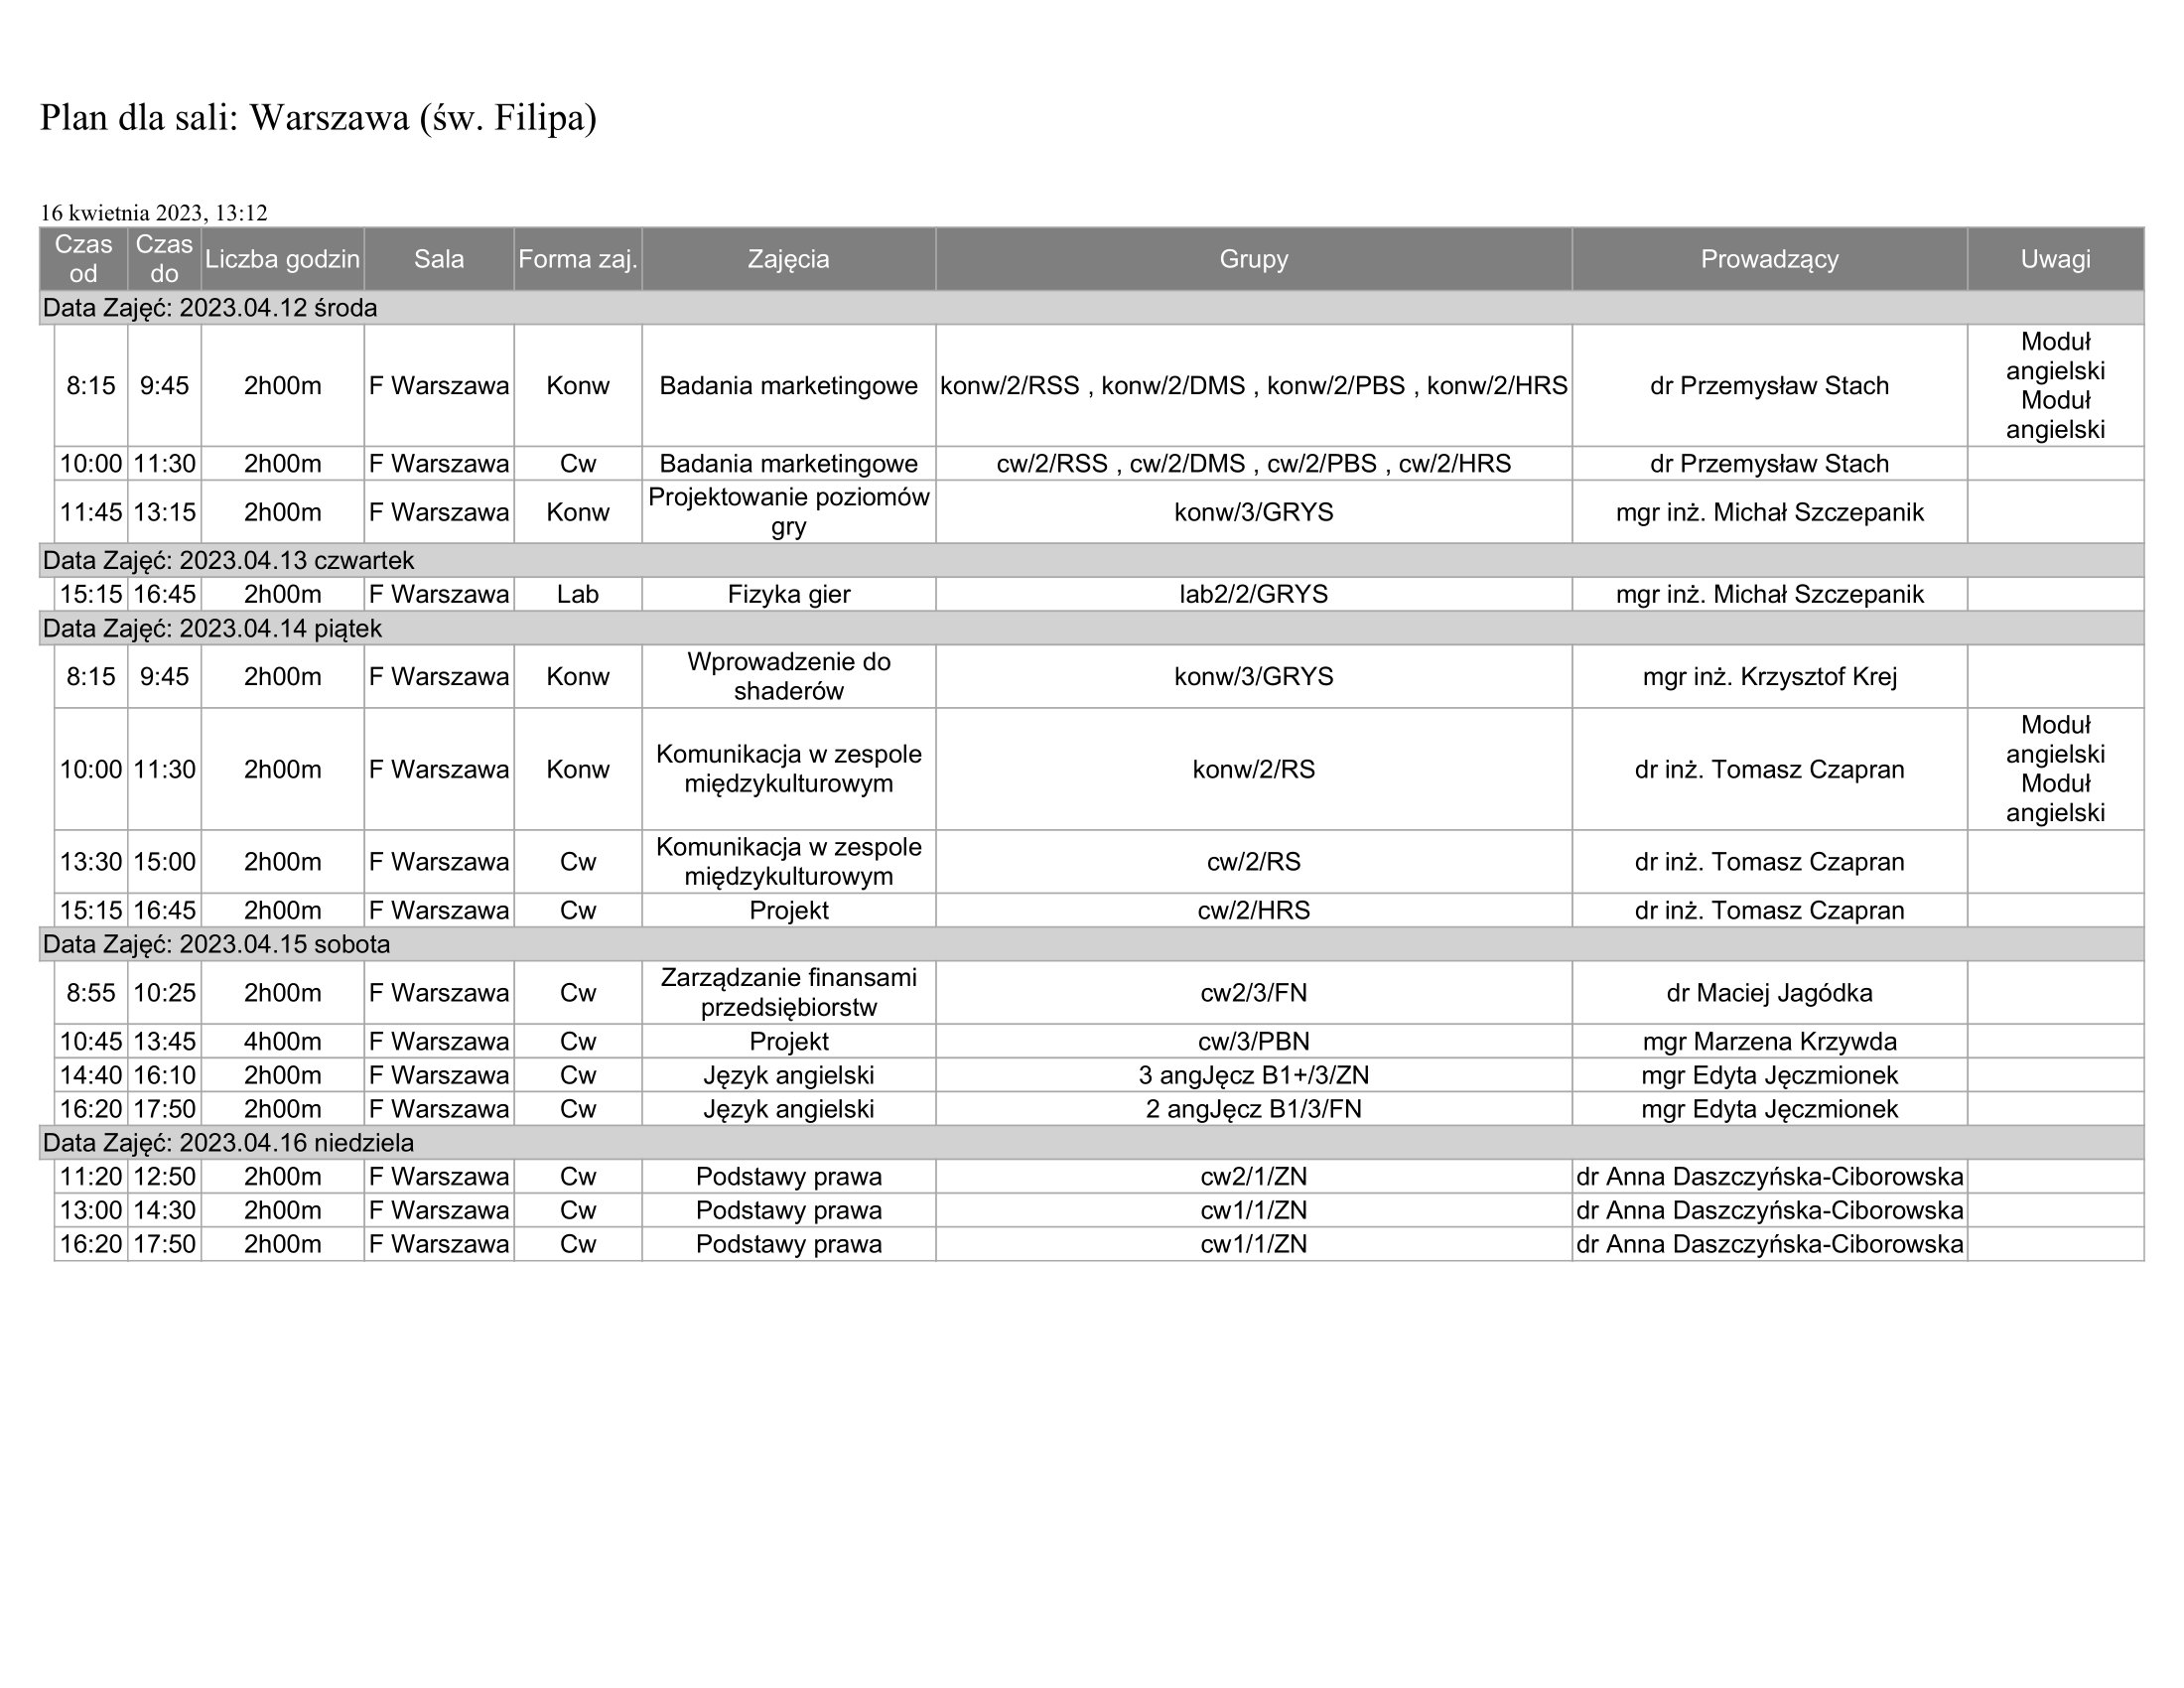 Plan dla sali: Warszawa (św. Filipa)
16 kwietnia 2023, 13:12
Czas od Czas do Liczba godzin Sala Forma zaj. Zajęcia Grupy Prowadzący Uwagi
Data Zajęć: 2023.04.12 środa
8:15 9:45 2h00m F Warszawa Konw Badania marketingowe konw/2/RSS , konw/2/DMS , konw/2/PBS , konw/2/HRS dr Przemysław Stach Moduł angielski Moduł angielski
10:00 11:30 2h00m F Warszawa Cw Badania marketingowe cw/2/RSS , cw/2/DMS , cw/2/PBS , cw/2/HRS dr Przemysław Stach
11:45 13:15 2h00m F Warszawa Konw Projektowanie poziomów gry konw/3/GRYS mgr inż. Michał Szczepanik
Data Zajęć: 2023.04.13 czwartek
15:15 16:45 2h00m F Warszawa Lab Fizyka gier lab2/2/GRYS mgr inż. Michał Szczepanik
Data Zajęć: 2023.04.14 piątek
8:15 9:45 2h00m F Warszawa Konw Wprowadzenie do shaderów konw/3/GRYS mgr inż. Krzysztof Krej
10:00 11:30 2h00m F Warszawa Konw Komunikacja w zespole międzykulturowym konw/2/RS dr inż. Tomasz Czapran Moduł angielski Moduł angielski
13:30 15:00 2h00m F Warszawa Cw Komunikacja w zespole międzykulturowym cw/2/RS dr inż. Tomasz Czapran
15:15 16:45 2h00m F Warszawa Cw Projekt cw/2/HRS dr inż. Tomasz Czapran
Data Zajęć: 2023.04.15 sobota
8:55 10:25 2h00m F Warszawa Cw Zarządzanie finansami przedsiębiorstw cw2/3/FN dr Maciej Jagódka
10:45 13:45 4h00m F Warszawa Cw Projekt cw/3/PBN mgr Marzena Krzywda
14:40 16:10 2h00m F Warszawa Cw Język angielski 3 angJęcz B1+/3/ZN mgr Edyta Jęczmionek
16:20 17:50 2h00m F Warszawa Cw Język angielski 2 angJęcz B1/3/FN mgr Edyta Jęczmionek
Data Zajęć: 2023.04.16 niedziela
11:20 12:50 2h00m F Warszawa Cw Podstawy prawa cw2/1/ZN dr Anna Daszczyńska-Ciborowska
13:00 14:30 2h00m F Warszawa Cw Podstawy prawa cw1/1/ZN dr Anna Daszczyńska-Ciborowska
16:20 17:50 2h00m F Warszawa Cw Podstawy prawa cw1/1/ZN dr Anna Daszczyńska-Ciborowska